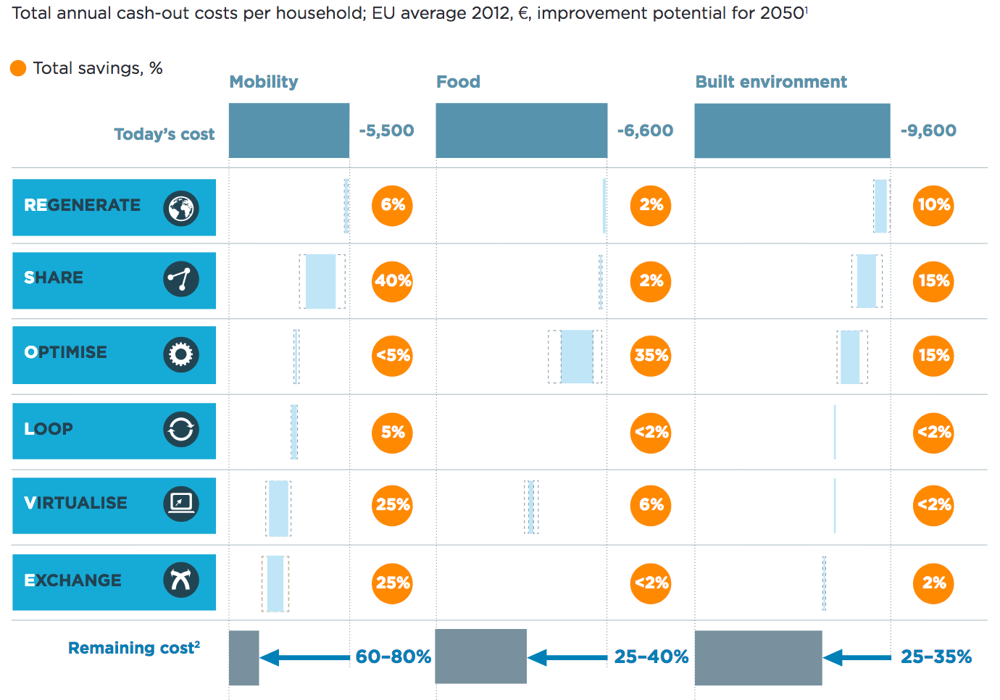 Total annual cash-out costs per household; EU average 2012, €, improvement potential for 2050¹
Total savings, %
Mobility Food Built environment
Today's cost -5,500 -6,600 -9,600
REGENERATE 6% 2% 10%
SHARE 40% 2% 15%
OPTIMISE <5% 35% 15%
LOOP 5% <2% <2%
VIRTUALISE 25% 6% <2%
EXCHANGE 25% <2% 2%
Remaining cost² 60–80% 25–40% 25–35%